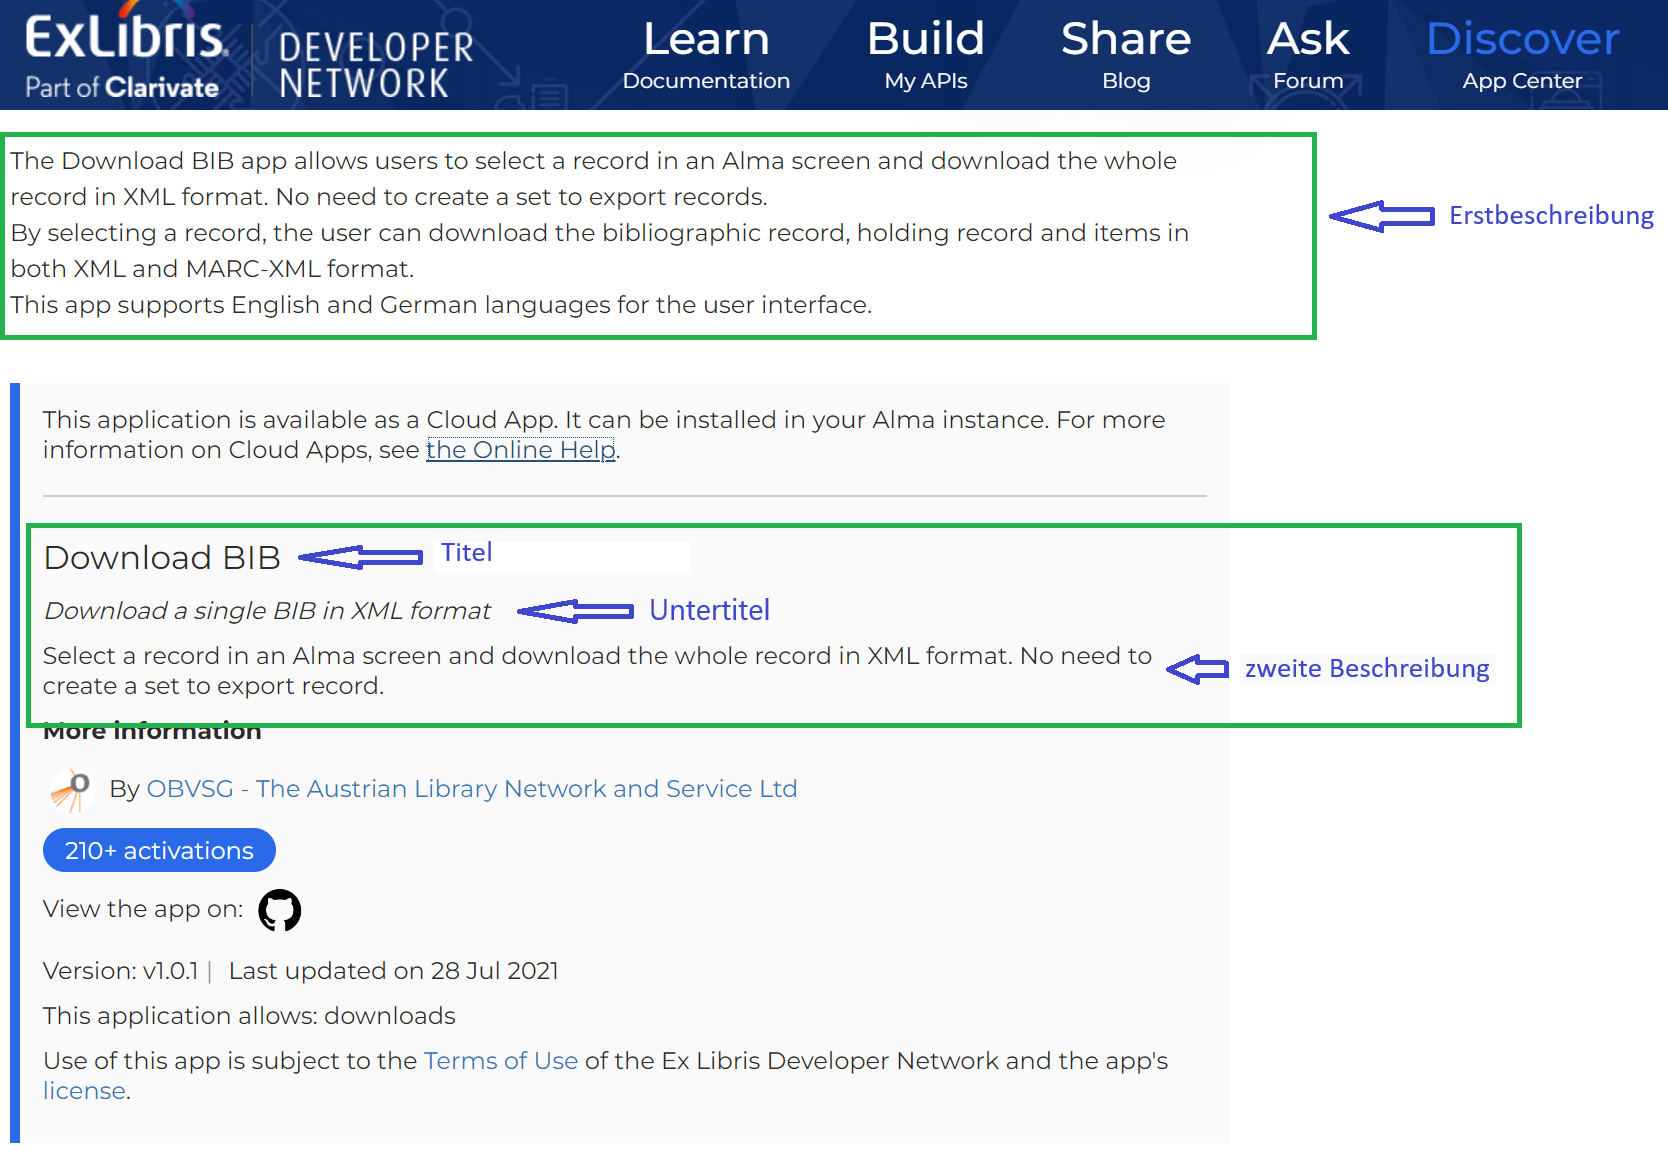 ExLibris.
Part of Clarivate
DEVELOPER
NETWORK
Learn
Documentation
Build
My APIs
Share
Blog
Ask
Forum
Discover
App Center
The Download BIB app allows users to select a record in an Alma screen and download the whole
record in XML format. No need to create a set to export records.
By selecting a record, the user can download the bibliographic record, holding record and items in
both XML and MARC-XML format.
This app supports English and German languages for the user interface.
Erstbeschreibung
This application is available as a Cloud App. It can be installed in your Alma instance. For more
information on Cloud Apps, see the Online Help.
Download BIB
Titel
Download a single BIB in XML format
Untertitel
Select a record in an Alma screen and download the whole record in XML format. No need to
create a set to export record.
zweite Beschreibung
More information
By OBVSG - The Austrian Library Network and Service Ltd
210+ activations
View the app on:
Version: v1.0.1 | Last updated on 28 Jul 2021
This application allows: downloads
Use of this app is subject to the Terms of Use of the Ex Libris Developer Network and the app's
license.